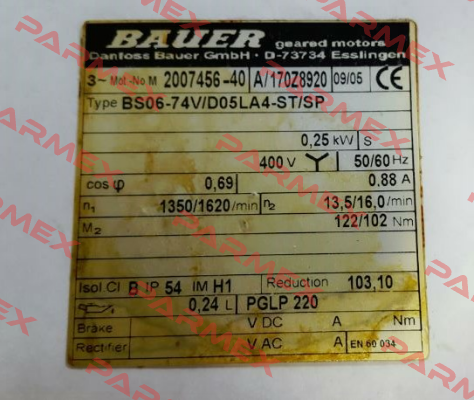 BAUER geared motors
Danfoss Bauer GmbH · D-73734 Esslingen
3~ Mot.-No M 2007456-40 A/170Z8920 09/05 CE
Type BS06-74V/D05LA4-ST/SP
0,25 kW S
400 V Y 50/60 Hz
cos φ 0,69 0.88 A
n1 1350/1620/min n2 13,5/16,0/min
M2 122/102 Nm
Isol.Cl B IP 54 IM H1 Reduction 103,10
0,24 L PGLP 220
Brake V DC A Nm
Rectifier V AC A EN 60 034
PARMEX.COM